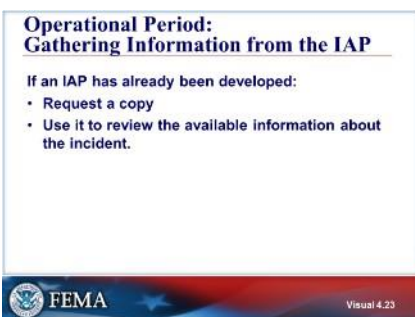 Operational Period:
Gathering Information from the IAP
If an IAP has already been developed:
• Request a copy
• Use it to review the available information about
the incident.
FEMA
Visual 4.23